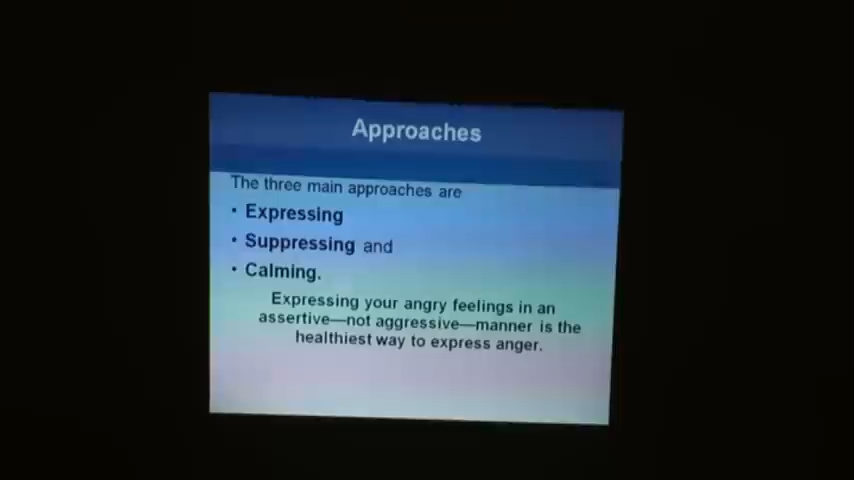 Approaches
The three main approaches are
• Expressing
• Suppressing and
• Calming.
Expressing your angry feelings in an
assertive—not aggressive—manner is the
healthiest way to express anger.